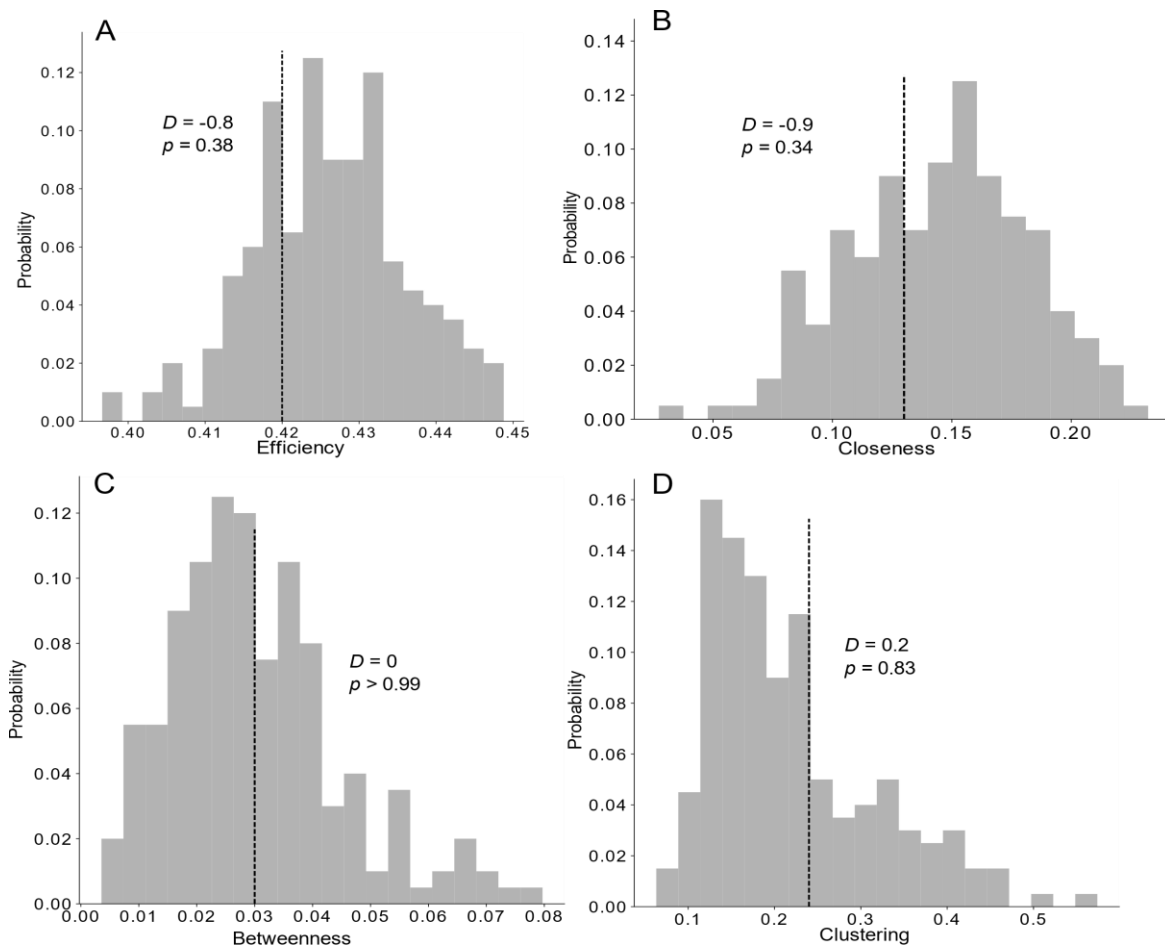 A
0.12
0.10
0.08
0.06
0.04
0.02
0.00
Probability
D = -0.8
p = 0.38
0.40
0.41
0.42
0.43
0.44
0.45
Efficiency
B
0.14
0.12
0.10
0.08
0.06
0.04
0.02
0.00
Probability
D = -0.9
p = 0.34
0.05
0.10
0.15
0.20
Closeness
C
0.12
0.10
0.08
0.06
0.04
0.02
0.00
Probability
D = 0
p > 0.99
0.00
0.01
0.02
0.03
0.04
0.05
0.06
0.07
0.08
Betweenness
D
0.16
0.14
0.12
0.10
0.08
0.06
0.04
0.02
0.00
Probability
D = 0.2
p = 0.83
0.1
0.2
0.3
0.4
0.5
Clustering